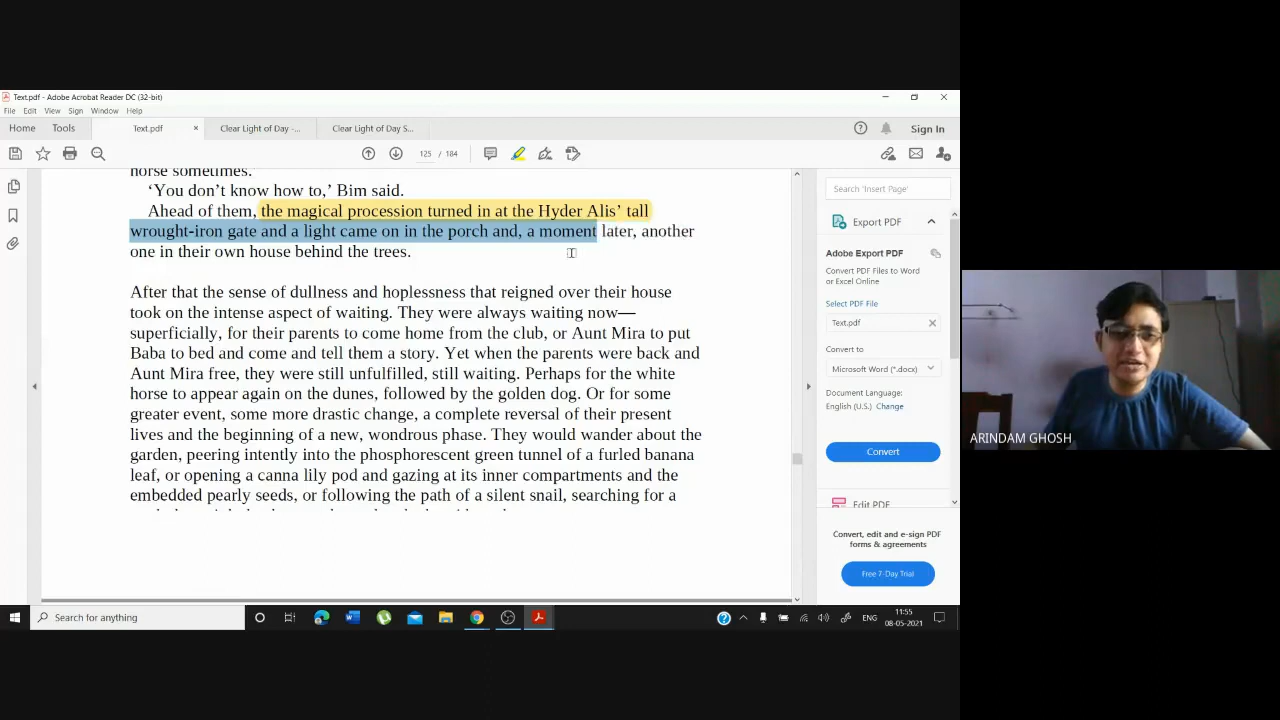 Text.pdf - Adobe Acrobat Reader DC (32-bit)
File Edit View Sign Window Help
Home Tools Text.pdf × Clear Light of Day -... Clear Light of Day S... Sign In
125 / 184
horse sometimes.
‘You don’t know how to,’ Bim said.
Ahead of them, the magical procession turned in at the Hyder Alis’ tall
wrought-iron gate and a light came on in the porch and, a moment later, another
one in their own house behind the trees.
After that the sense of dullness and hoplessness that reigned over their house
took on the intense aspect of waiting. They were always waiting now—
superficially, for their parents to come home from the club, or Aunt Mira to put
Baba to bed and come and tell them a story. Yet when the parents were back and
Aunt Mira free, they were still unfulfilled, still waiting. Perhaps for the white
horse to appear again on the dunes, followed by the golden dog. Or for some
greater event, some more drastic change, a complete reversal of their present
lives and the beginning of a new, wondrous phase. They would wander about the
garden, peering intently into the phosphorescent green tunnel of a furled banana
leaf, or opening a canna lily pod and gazing at its inner compartments and the
embedded pearly seeds, or following the path of a silent snail, searching for a
Search 'Insert Page'
Export PDF
Adobe Export PDF
Convert PDF Files to Word
or Excel Online
Select PDF File
Text.pdf
Convert to
Microsoft Word (*.docx)
Document Language:
English (U.S.) Change
Convert
Edit PDF
Convert, edit and e-sign PDF
forms & agreements
Free 7-Day Trial
ARINDAM GHOSH
Search for anything
ENG
11:55
08-05-2021